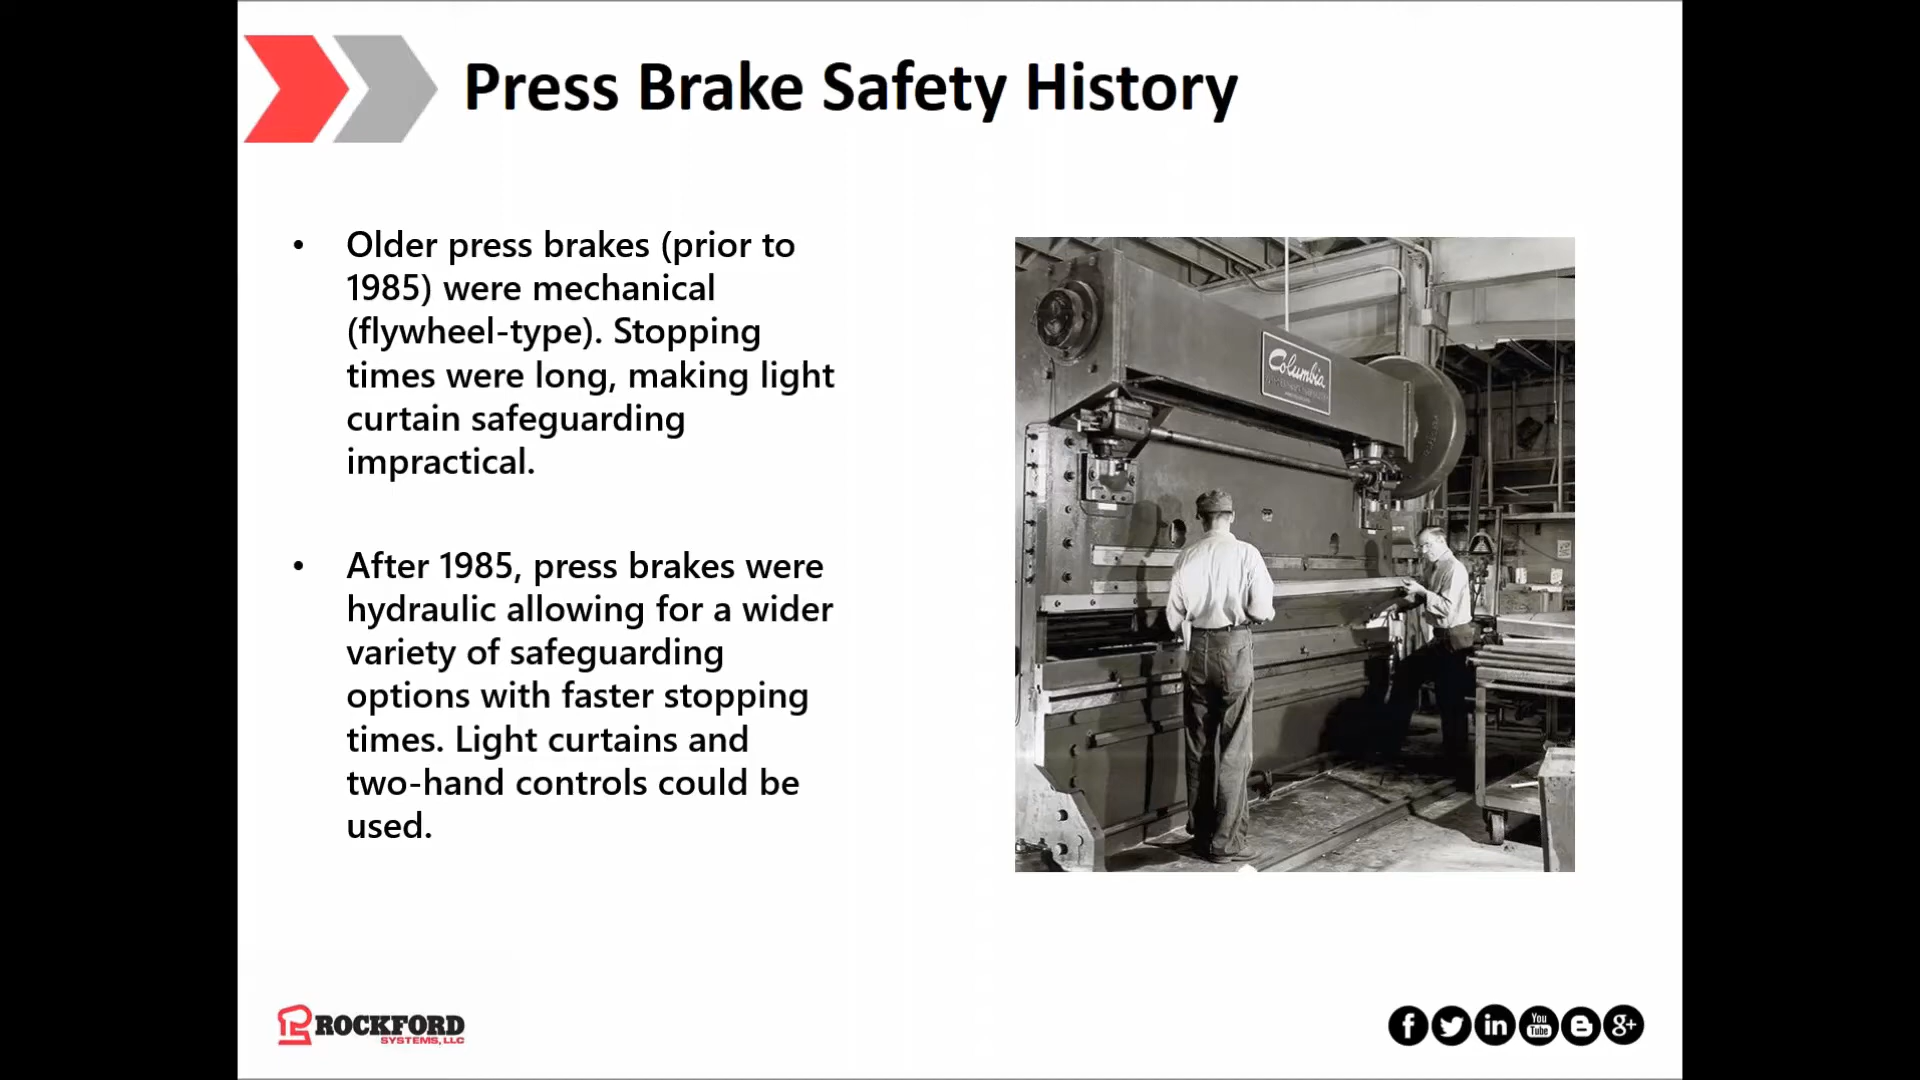 Press Brake Safety History
• Older press brakes (prior to
1985) were mechanical
(flywheel-type). Stopping
times were long, making light
curtain safeguarding
impractical.
• After 1985, press brakes were
hydraulic allowing for a wider
variety of safeguarding
options with faster stopping
times. Light curtains and
two-hand controls could be
used.
Columbia
ROCKFORD
SYSTEMS, LLC
You
Tube